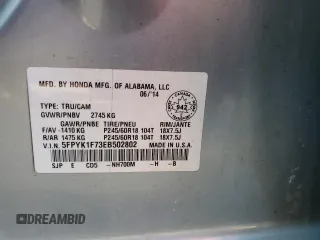 MFD. BY HONDA MFG. OF ALABAMA, LLC
06/'14
TYPE: TRU/CAM
GVWR/PNBV 2745 KG
GAWR/PNBE TIRE/PNEU RIM/JANTE
F/AV -1410 KG P245/60R18 104T 18X7.5J
R/AR 1475 KG P245/60R18 104T 18X7.5J
V.I.N. 5FPYK1F73EB502802 MADE IN U.S.A.
SJP E CD5 -NH700M -H -B
CANADA
942
DREAMBID